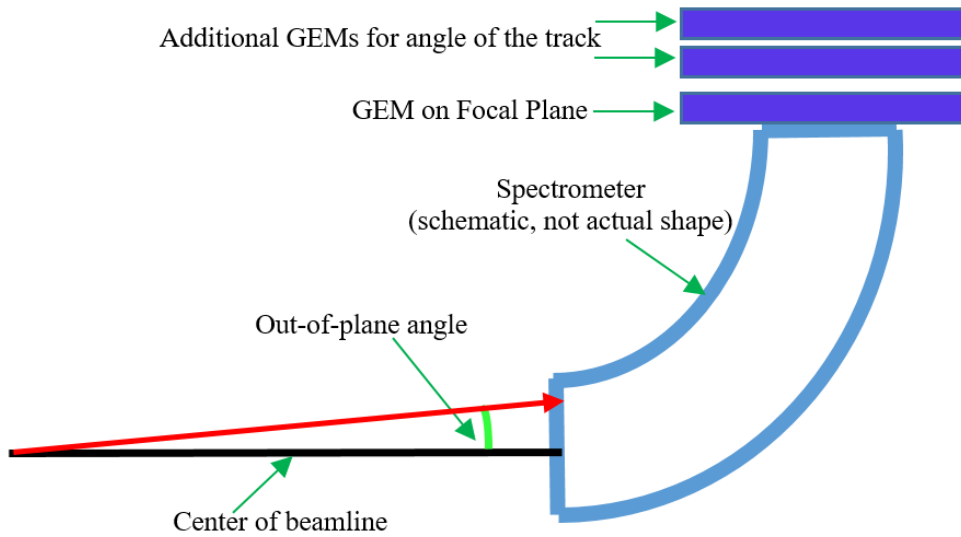 Additional GEMs for angle of the track
GEM on Focal Plane
Spectrometer
(schematic, not actual shape)
Out-of-plane angle
Center of beamline